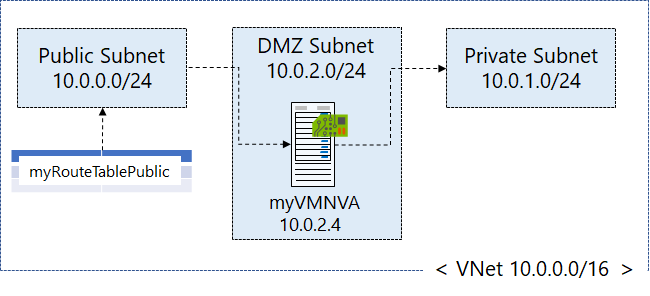 Public Subnet
10.0.0.0/24
myRouteTablePublic
DMZ Subnet
10.0.2.0/24
myVMNVA
10.0.2.4
Private Subnet
10.0.1.0/24
< VNet 10.0.0.0/16 >